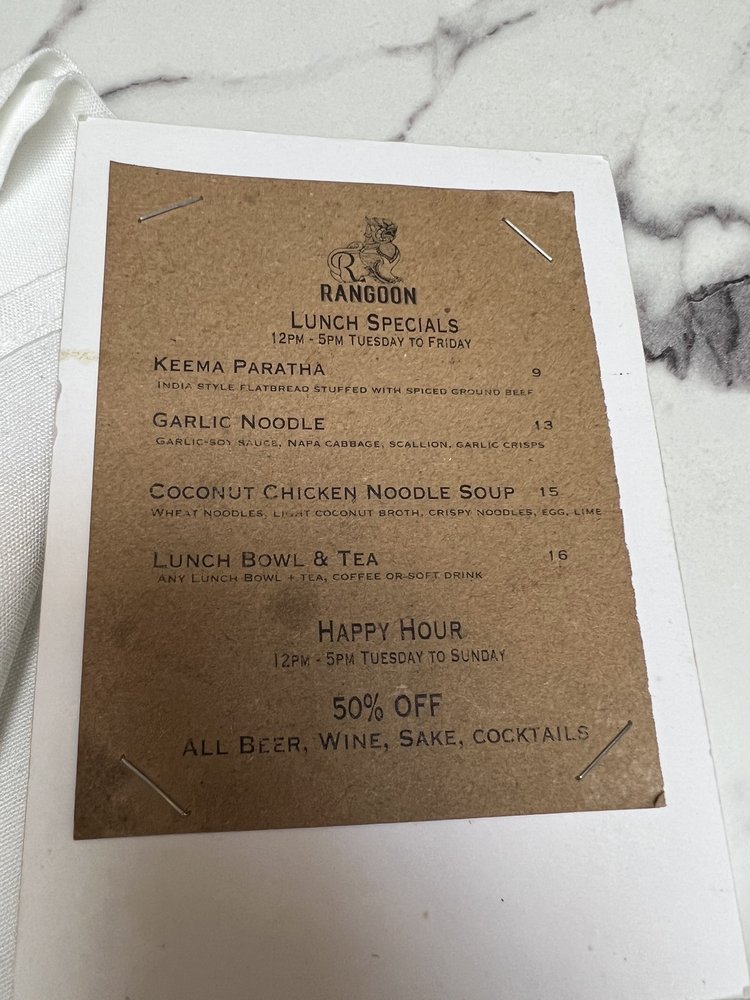 R
RANGOON
LUNCH SPECIALS
12PM - 5PM TUESDAY TO FRIDAY
KEEMA PARATHA 9
INDIA STYLE FLATBREAD STUFFED WITH SPICED GROUND BEEF
GARLIC NOODLE 13
GARLIC-SOY SAUCE, NAPA CABBAGE, SCALLION, GARLIC CRISPS
COCONUT CHICKEN NOODLE SOUP 15
WHEAT NOODLES, LIGHT COCONUT BROTH, CRISPY NOODLES, EGG, LIME
LUNCH BOWL & TEA 16
ANY LUNCH BOWL + TEA, COFFEE OR SOFT DRINK
HAPPY HOUR
12PM - 5PM TUESDAY TO SUNDAY
50% OFF
ALL BEER, WINE, SAKE, COCKTAILS